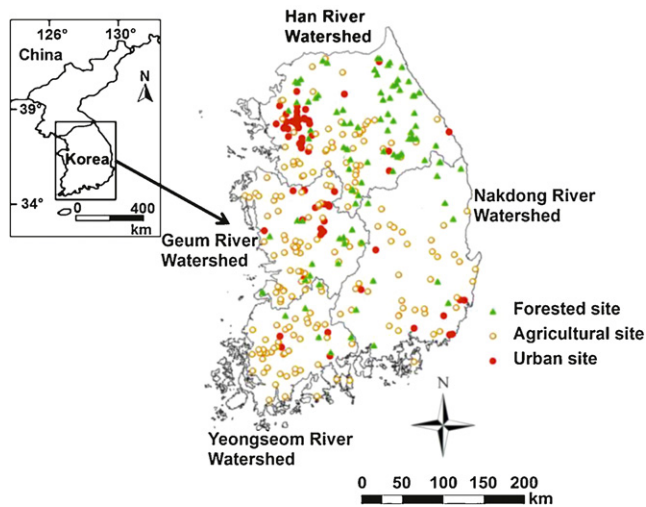 126°
130°
China
N
39°
Korea
34°
0
400
km
Han River
Watershed
Nakdong River
Watershed
Geum River
Watershed
Forested site
Agricultural site
Urban site
N
Yeongseom River
Watershed
0 50 100 150 200
km